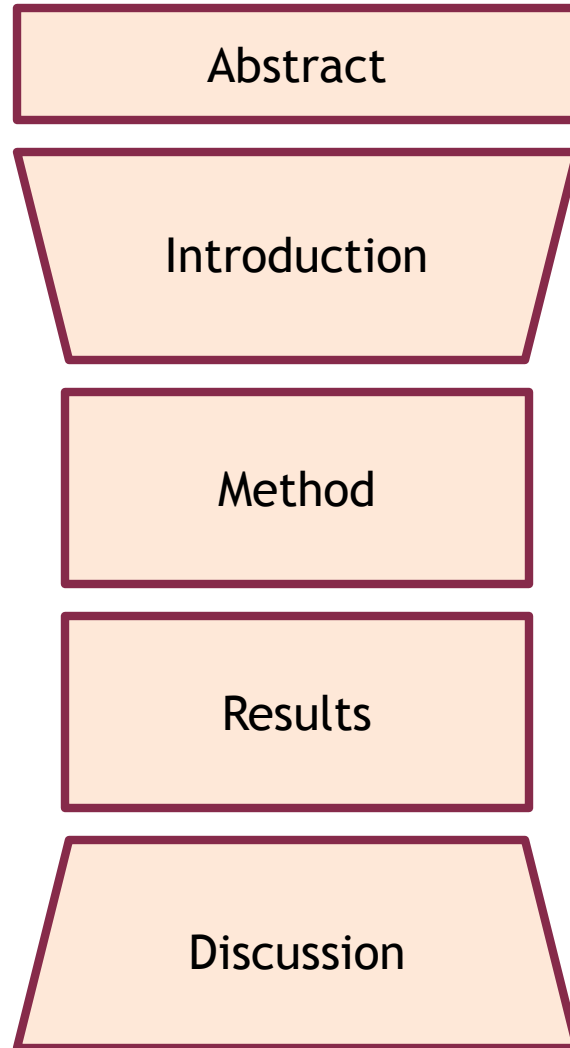 Abstract
Introduction
Method
Results
Discussion